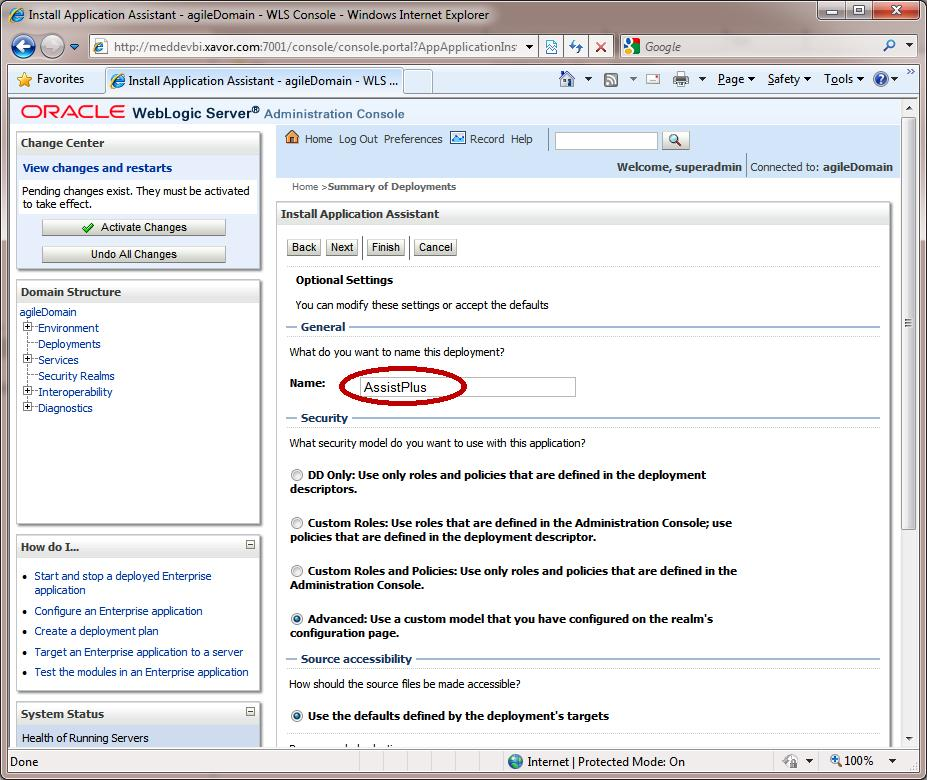 Install Application Assistant - agileDomain - WLS Console - Windows Internet Explorer
http://meddevbi.xavor.com:7001/console/console.portal?AppApplicationIns
Google
Favorites
Install Application Assistant - agileDomain - WLS ...
Page
Safety
Tools
ORACLE WebLogic Server® Administration Console
Change Center
View changes and restarts
Pending changes exist. They must be activated
to take effect.
Activate Changes
Undo All Changes
Domain Structure
agileDomain
Environment
Deployments
Services
Security Realms
Interoperability
Diagnostics
How do I...
Start and stop a deployed Enterprise
application
Configure an Enterprise application
Create a deployment plan
Target an Enterprise application to a server
Test the modules in an Enterprise application
System Status
Health of Running Servers
Home Log Out Preferences Record Help
Welcome, superadmin Connected to: agileDomain
Home >Summary of Deployments
Install Application Assistant
Back Next Finish Cancel
Optional Settings
You can modify these settings or accept the defaults
General
What do you want to name this deployment?
Name: AssistPlus
Security
What security model do you want to use with this application?
DD Only: Use only roles and policies that are defined in the deployment
descriptors.
Custom Roles: Use roles that are defined in the Administration Console; use
policies that are defined in the deployment descriptor.
Custom Roles and Policies: Use only roles and policies that are defined in the
Administration Console.
Advanced: Use a custom model that you have configured on the realm's
configuration page.
Source accessibility
How should the source files be made accessible?
Use the defaults defined by the deployment's targets
Done
Internet | Protected Mode: On
100%